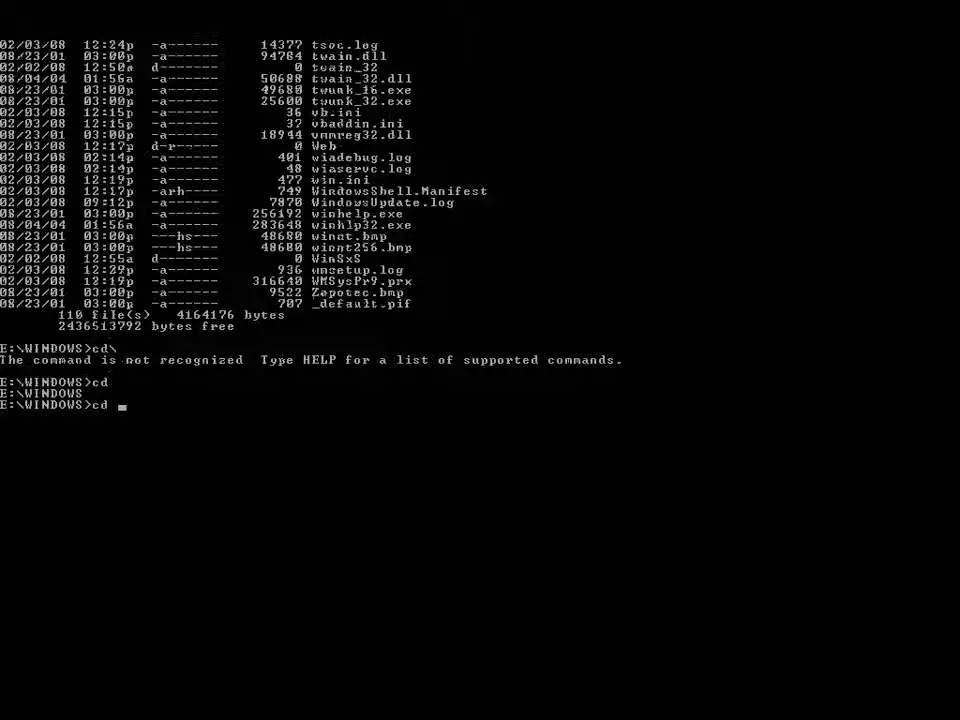 02/03/08  12:24p  -a------     14377 tsoc.log
08/23/01  03:00p  -a------     94784 twain.dll
02/02/08  12:50a  d-------         0 twain_32
08/04/04  01:56a  -a------     50688 twain_32.dll
08/23/01  03:00p  -a------     49680 twunk_16.exe
08/23/01  03:00p  -a------     25600 twunk_32.exe
02/03/08  12:15p  -a------        36 vb.ini
02/03/08  12:15p  -a------        37 vbaddin.ini
08/23/01  03:00p  -a------     18944 vmmreg32.dll
02/03/08  12:17p  d-r-----         0 Web
02/03/08  02:14p  -a------       401 wiadebug.log
02/03/08  02:14p  -a------        48 wiaservc.log
02/03/08  12:19p  -a------       477 win.ini
02/03/08  12:17p  -arh----       749 WindowsShell.Manifest
02/03/08  09:12p  -a------      7870 WindowsUpdate.log
08/23/01  03:00p  -a------    256192 winhelp.exe
08/04/04  01:56a  -a------    283648 winhlp32.exe
08/23/01  03:00p  ---hs---     48680 winnt.bmp
08/23/01  03:00p  ---hs---     48680 winnt256.bmp
02/02/08  12:55a  d-------         0 WinSxS
02/03/08  12:29p  -a------       936 wmsetup.log
02/03/08  12:19p  -a------    316640 WMSysPr9.prx
08/23/01  03:00p  -a------      9522 Zapotec.bmp
08/23/01  03:00p  -a------       707 _default.pif
110 file(s)   4164176 bytes
2436513792 bytes free
E:\WINDOWS>cd\
The command is not recognized  Type HELP for a list of supported commands.
E:\WINDOWS>cd
E:\WINDOWS
E:\WINDOWS>cd _